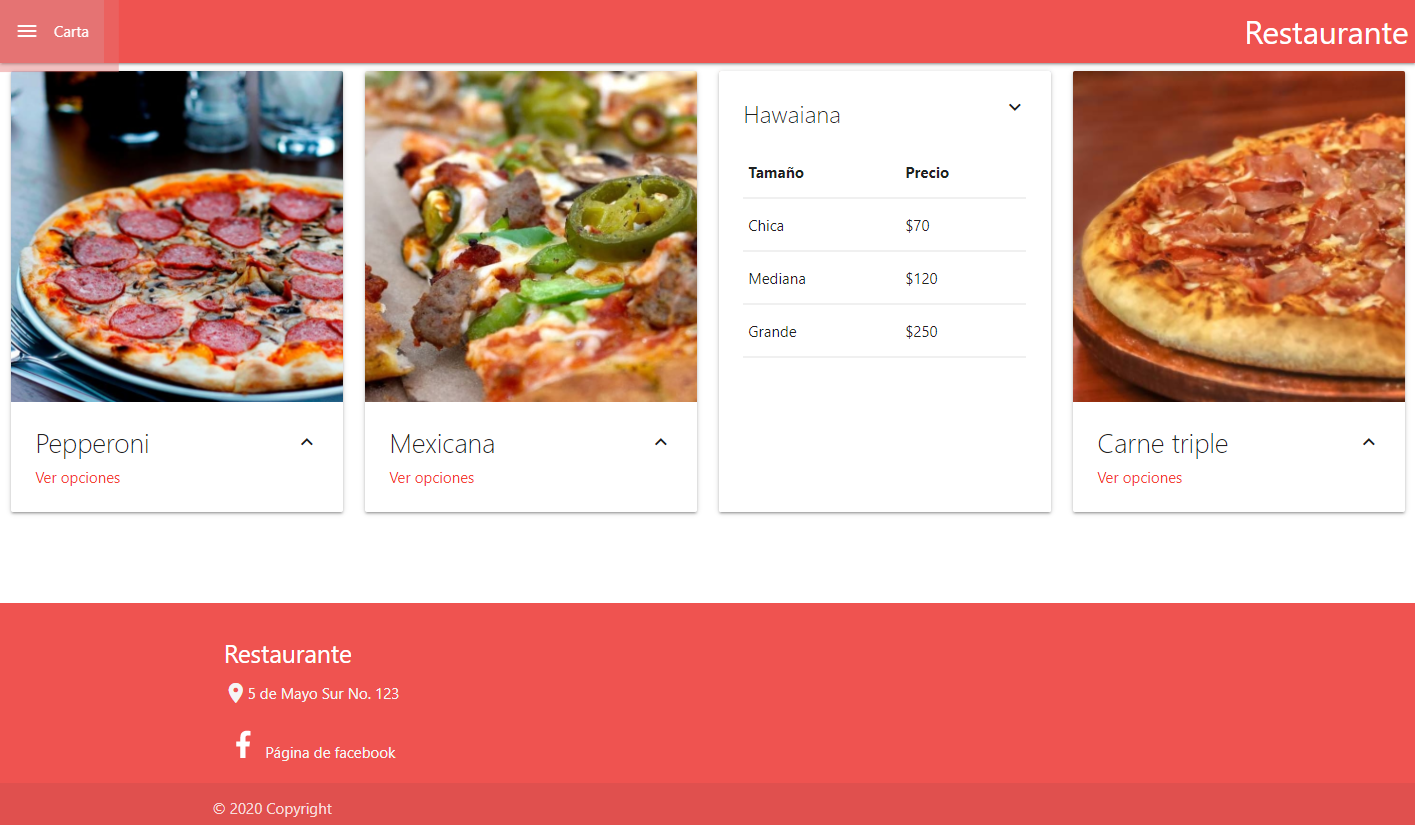 Carta
Restaurante
Pepperoni
Ver opciones
Mexicana
Ver opciones
Hawaiana
Tamaño Precio
Chica $70
Mediana $120
Grande $250
Carne triple
Ver opciones
Restaurante
5 de Mayo Sur No. 123
Página de facebook
© 2020 Copyright